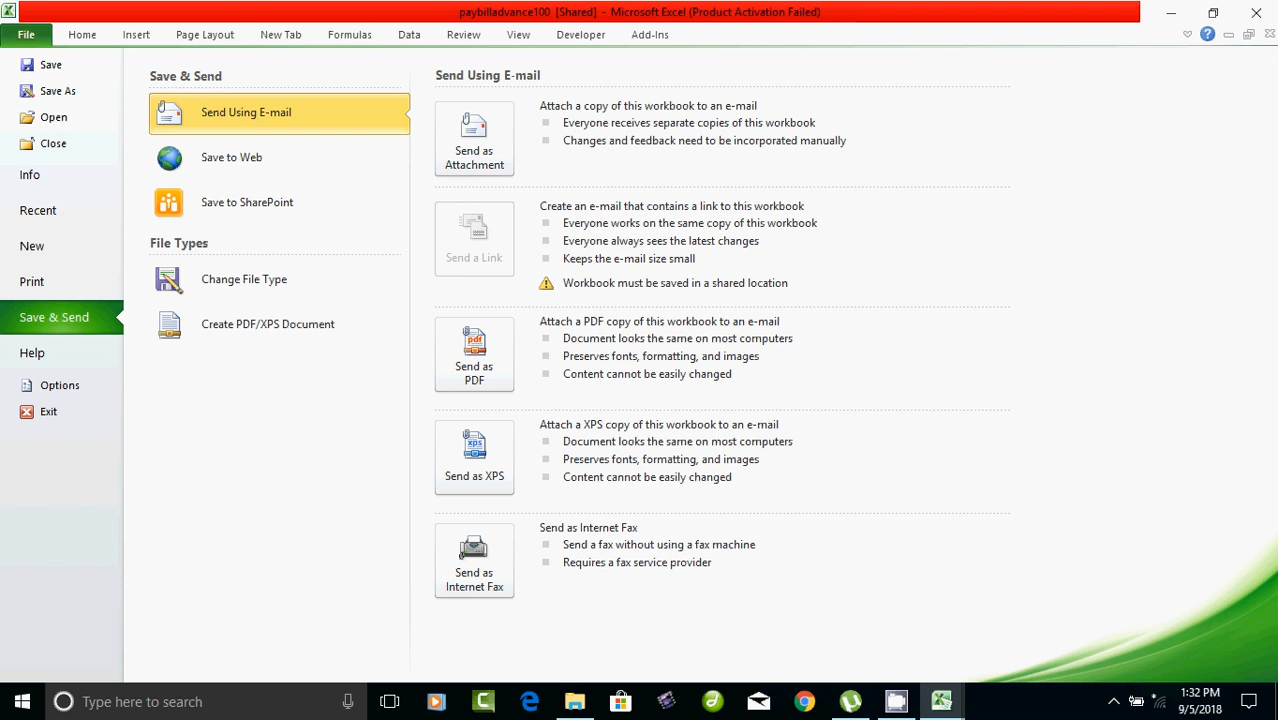 paybilladvance100 [Shared] - Microsoft Excel (Product Activation Failed)
File Home Insert Page Layout New Tab Formulas Data Review View Developer Add-Ins
Save
Save As
Open
Close
Info
Recent
New
Print
Save & Send
Help
Options
Exit
Save & Send
Send Using E-mail
Save to Web
Save to SharePoint
File Types
Change File Type
Create PDF/XPS Document
Send Using E-mail
Send as
Attachment
Attach a copy of this workbook to an e-mail
Everyone receives separate copies of this workbook
Changes and feedback need to be incorporated manually
Send a Link
Create an e-mail that contains a link to this workbook
Everyone works on the same copy of this workbook
Everyone always sees the latest changes
Keeps the e-mail size small
Workbook must be saved in a shared location
pdf
Send as
PDF
Attach a PDF copy of this workbook to an e-mail
Document looks the same on most computers
Preserves fonts, formatting, and images
Content cannot be easily changed
xps
Send as XPS
Attach a XPS copy of this workbook to an e-mail
Document looks the same on most computers
Preserves fonts, formatting, and images
Content cannot be easily changed
Send as
Internet Fax
Send as Internet Fax
Send a fax without using a fax machine
Requires a fax service provider
Type here to search
1:32 PM
9/5/2018